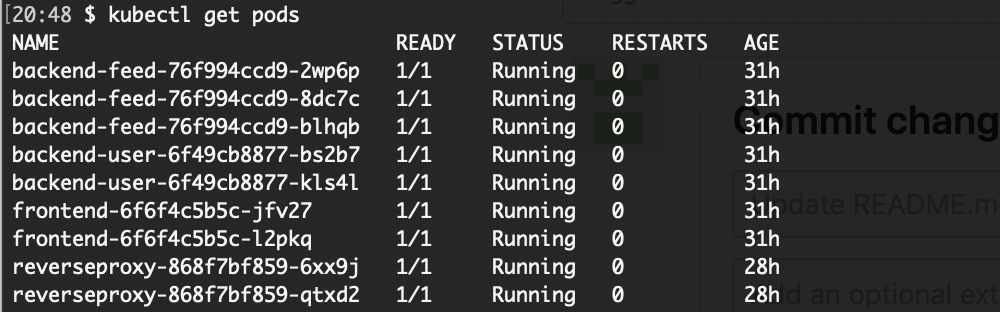 [20:48 $ kubectl get pods
NAME READY STATUS RESTARTS AGE
backend-feed-76f994ccd9-2wp6p 1/1 Running 0 31h
backend-feed-76f994ccd9-8dc7c 1/1 Running 0 31h
backend-feed-76f994ccd9-blhqb 1/1 Running 0 31h
backend-user-6f49cb8877-bs2b7 1/1 Running 0 31h
backend-user-6f49cb8877-kls4l 1/1 Running 0 31h
frontend-6f6f4c5b5c-jfv27 1/1 Running 0 31h
frontend-6f6f4c5b5c-l2pkq 1/1 Running 0 31h
reverseproxy-868f7bf859-6xx9j 1/1 Running 0 28h
reverseproxy-868f7bf859-qtxd2 1/1 Running 0 28h
Commit chang
Update README.m
an optional ext